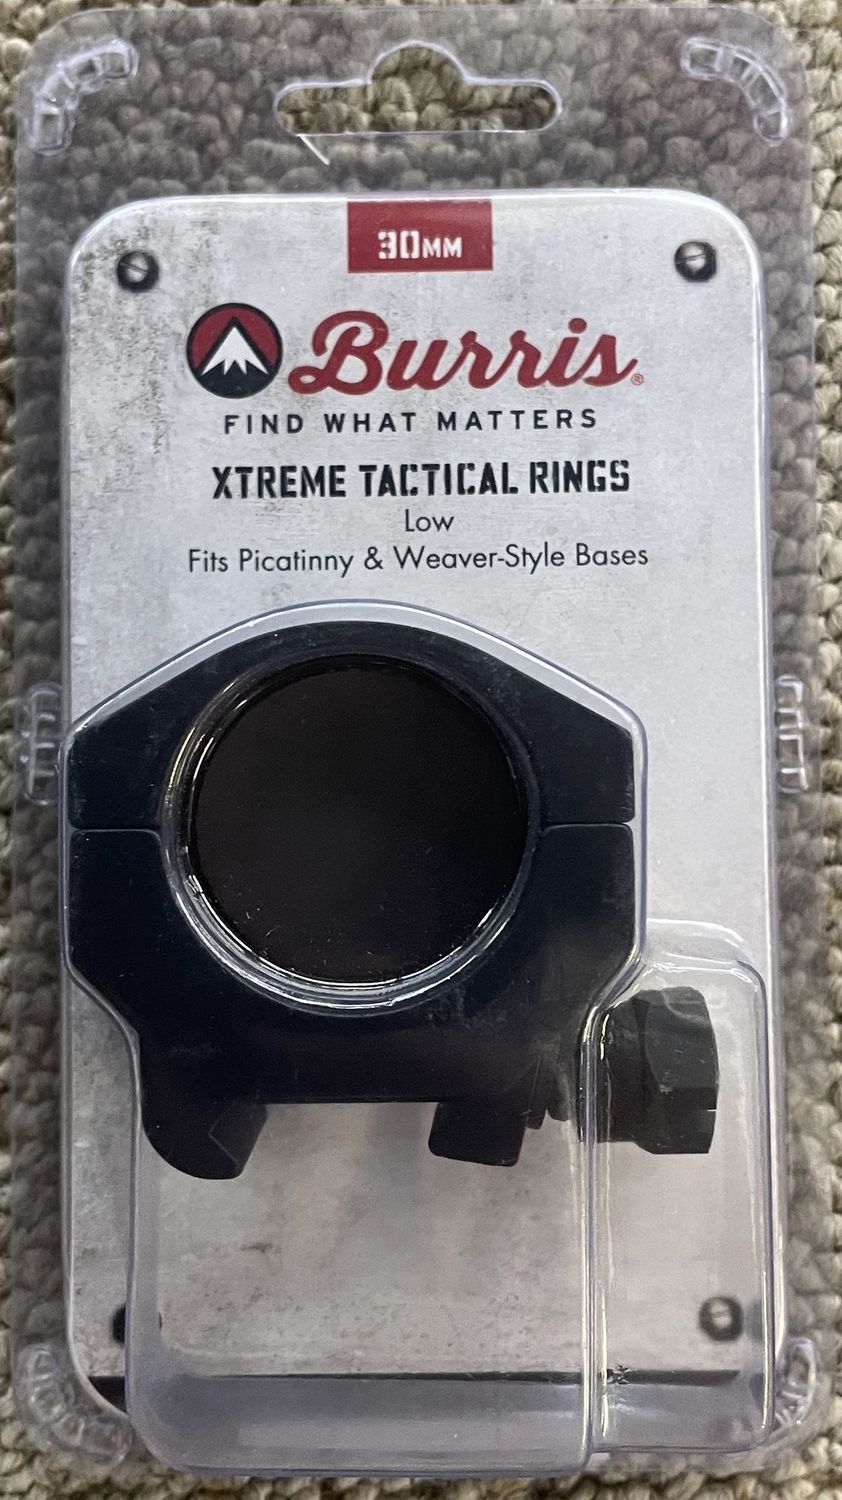 30MM
Burris®
FIND WHAT MATTERS
XTREME TACTICAL RINGS
Low
Fits Picatinny & Weaver-Style Bases